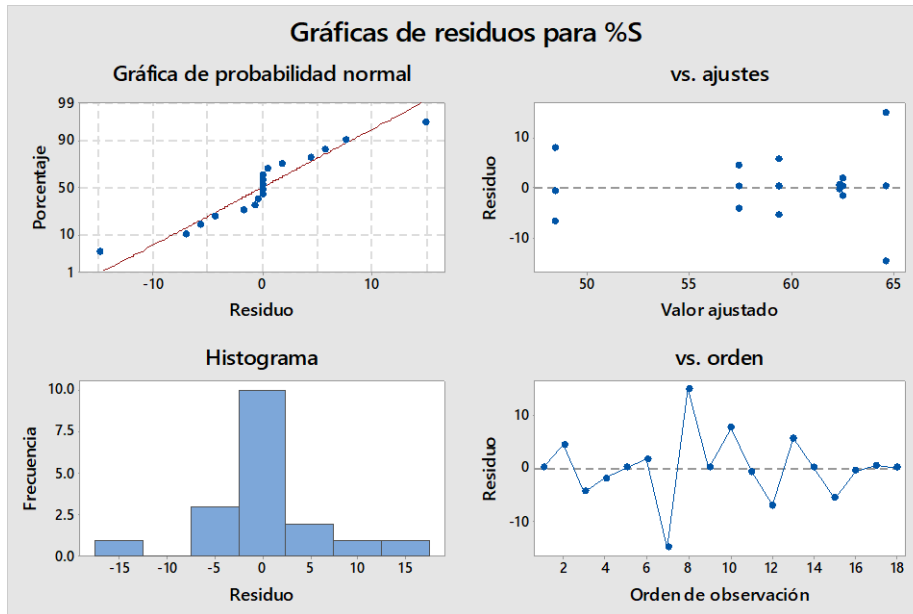 Gráficas de residuos para %S
Gráfica de probabilidad normal
99
90
50
10
1
Porcentaje
-10 0 10
Residuo
vs. ajustes
10
0
-10
Residuo
50 55 60 65
Valor ajustado
Histograma
10.0
7.5
5.0
2.5
0.0
Frecuencia
-15 -10 -5 0 5 10 15
Residuo
vs. orden
10
0
-10
Residuo
2 4 6 8 10 12 14 16 18
Orden de observación